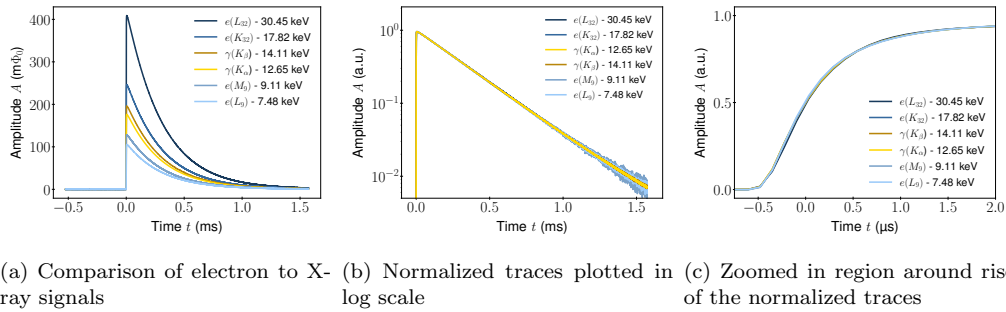 400
300
200
100
0
Amplitude A (mΦ₀)
e(L₃₂) - 30.45 keV
e(K₃₂) - 17.82 keV
γ(Kᵦ) - 14.11 keV
γ(Kα) - 12.65 keV
e(M₉) - 9.11 keV
e(L₉) - 7.48 keV
−0.5 0.0 0.5 1.0 1.5
Time t (ms)
10⁰
10⁻¹
10⁻²
Amplitude A (a.u.)
e(L₃₂) - 30.45 keV
e(K₃₂) - 17.82 keV
γ(Kα) - 12.65 keV
γ(Kᵦ) - 14.11 keV
e(M₉) - 9.11 keV
e(L₉) - 7.48 keV
0.0 0.5 1.0 1.5
Time t (ms)
1.0
0.5
0.0
Amplitude A (a.u.)
e(L₃₂) - 30.45 keV
e(K₃₂) - 17.82 keV
γ(Kᵦ) - 14.11 keV
γ(Kα) - 12.65 keV
e(M₉) - 9.11 keV
e(L₉) - 7.48 keV
−0.5 0.0 0.5 1.0 1.5 2.0
Time t (µs)
(a) Comparison of electron to X-
ray signals
(b) Normalized traces plotted in
log scale
(c) Zoomed in region around rise
of the normalized traces